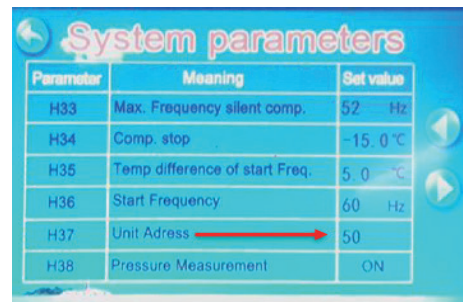 System parameters
Parameter Meaning Set value
H33 Max. Frequency silent comp. 52 Hz
H34 Comp. stop -15.0 ℃
H35 Temp difference of start Freq. 5.0 ℃
H36 Start Frequency 60 Hz
H37 Unit Adress 50
H38 Pressure Measurement ON